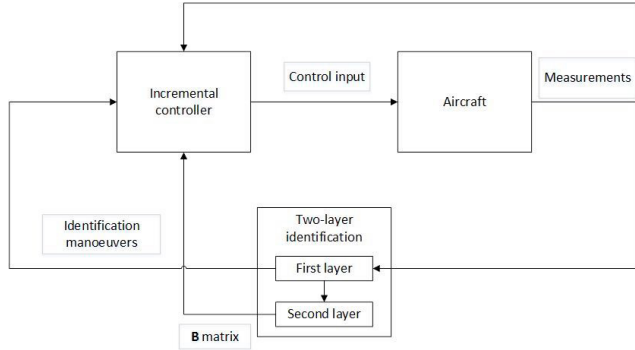 Control input
Measurements
Incremental
controller
Aircraft
Identification
manoeuvers
Two-layer
identification
First layer
Second layer
B matrix